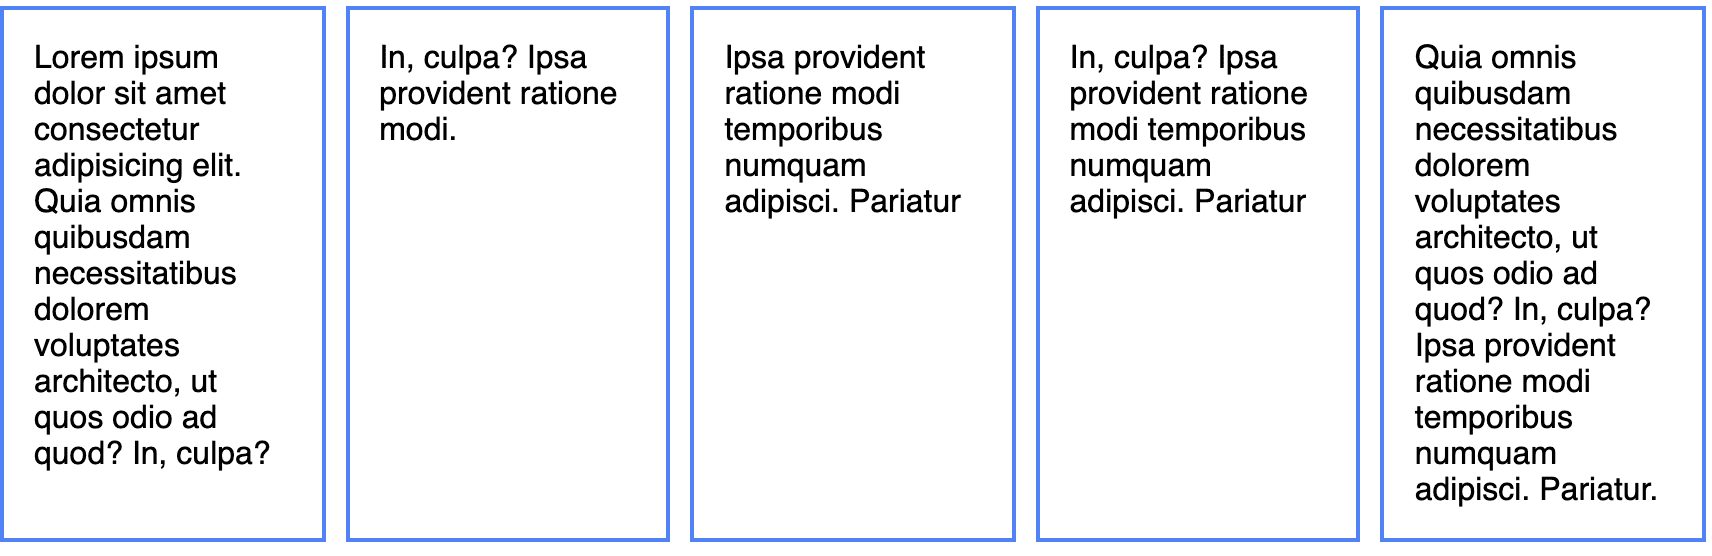 Lorem ipsum
dolor sit amet
consectetur
adipisicing elit.
Quia omnis
quibusdam
necessitatibus
dolorem
voluptates
architecto, ut
quos odio ad
quod? In, culpa?
In, culpa? Ipsa
provident ratione
modi.
Ipsa provident
ratione modi
temporibus
numquam
adipisci. Pariatur
In, culpa? Ipsa
provident ratione
modi temporibus
numquam
adipisci. Pariatur
Quia omnis
quibusdam
necessitatibus
dolorem
voluptates
architecto, ut
quos odio ad
quod? In, culpa?
Ipsa provident
ratione modi
temporibus
numquam
adipisci. Pariatur.